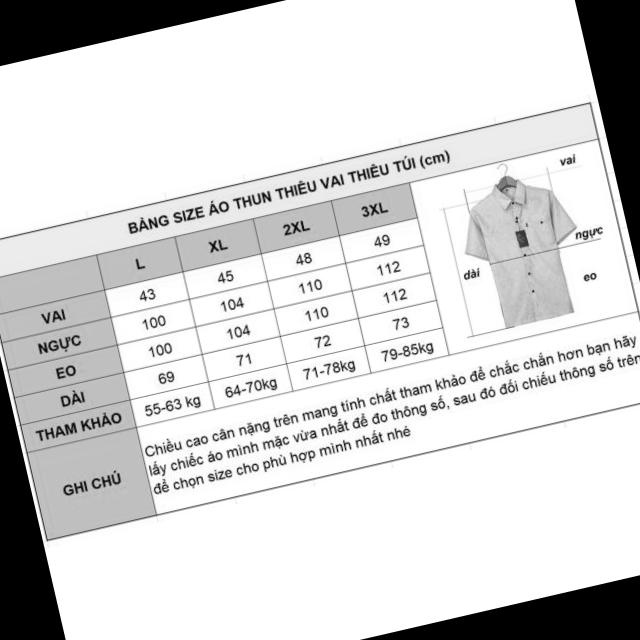 BẢNG SIZE ÁO THUN THIÊU VAI THIÊU TÚI (cm)
L XL 2XL 3XL
VAI 43 45 48 49
NGỰC 100 104 110 112
EO 100 104 110 112
DÀI 69 71 72 73
THAM KHẢO 55-63 kg 64-70kg 71-78kg 79-85kg
vai
ngực
dài
eo
GHI CHÚ
Chiều cao cân nặng trên mang tính chất tham khảo để chắc chắn hơn bạn hãy
lấy chiếc áo mình mặc vừa nhất để đo thông số, sau đó đối chiếu thông số trên
để chọn size cho phù hợp mình nhất nhé